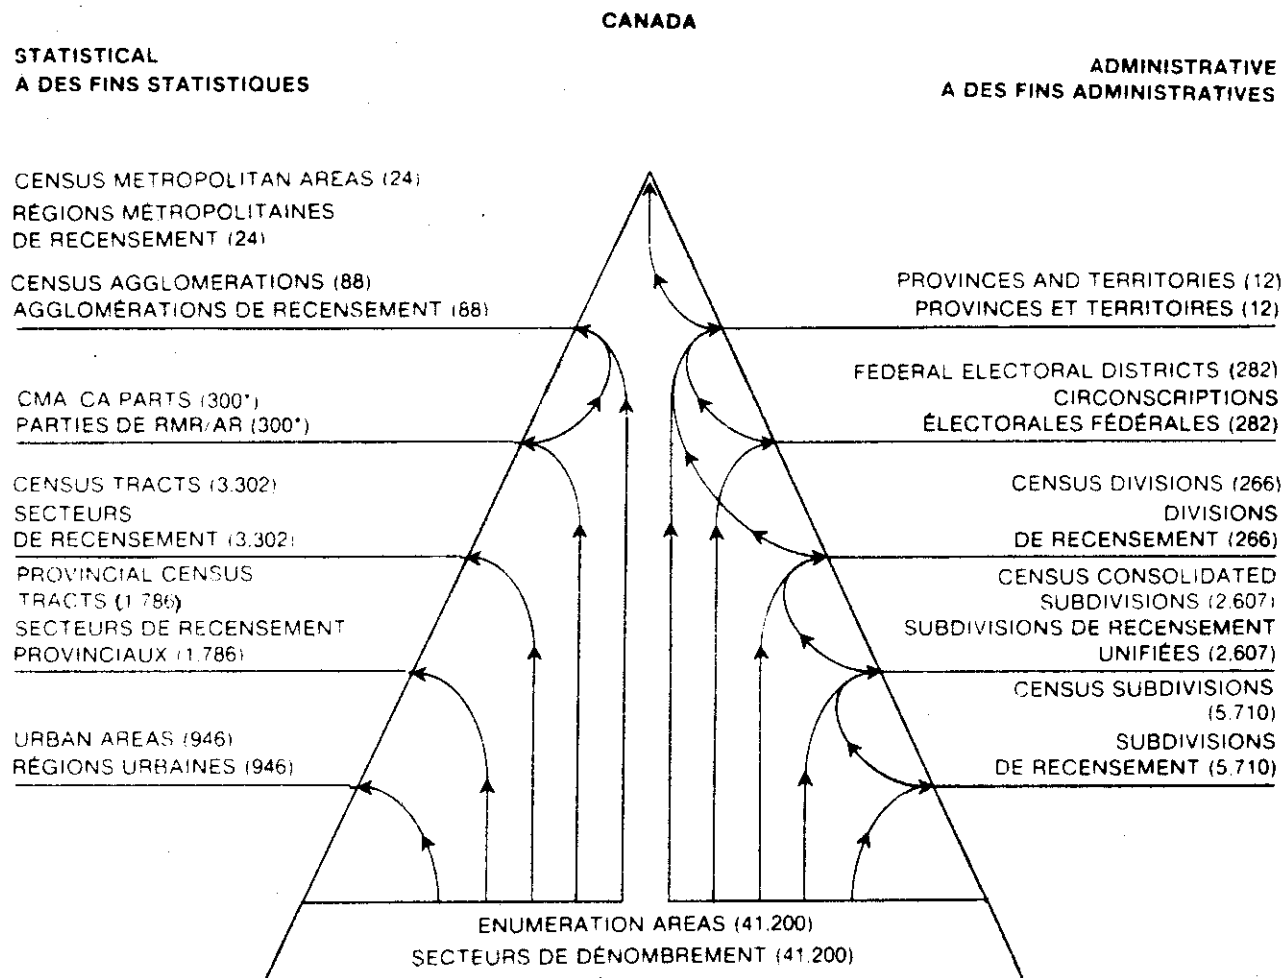 CANADA
STATISTICAL
À DES FINS STATISTIQUES
ADMINISTRATIVE
A DES FINS ADMINISTRATIVES
CENSUS METROPOLITAN AREAS (24)
RÉGIONS MÉTROPOLITAINES
DE RECENSEMENT (24)
CENSUS AGGLOMERATIONS (88)
AGGLOMÉRATIONS DE RECENSEMENT (88)
CMA CA PARTS (300*)
PARTIES DE RMR/AR (300*)
CENSUS TRACTS (3.302)
SECTEURS
DE RECENSEMENT (3.302)
PROVINCIAL CENSUS
TRACTS (1.786)
SECTEURS DE RECENSEMENT
PROVINCIAUX (1.786)
URBAN AREAS (946)
RÉGIONS URBAINES (946)
PROVINCES AND TERRITORIES (12)
PROVINCES ET TERRITOIRES (12)
FEDERAL ELECTORAL DISTRICTS (282)
CIRCONSCRIPTIONS
ÉLECTORALES FÉDÉRALES (282)
CENSUS DIVISIONS (266)
DIVISIONS
DE RECENSEMENT (266)
CENSUS CONSOLIDATED
SUBDIVISIONS (2.607)
SUBDIVISIONS DE RECENSEMENT
UNIFIÉES (2.607)
CENSUS SUBDIVISIONS
(5.710)
SUBDIVISIONS
DE RECENSEMENT (5.710)
ENUMERATION AREAS (41.200)
SECTEURS DE DÉNOMBREMENT (41.200)